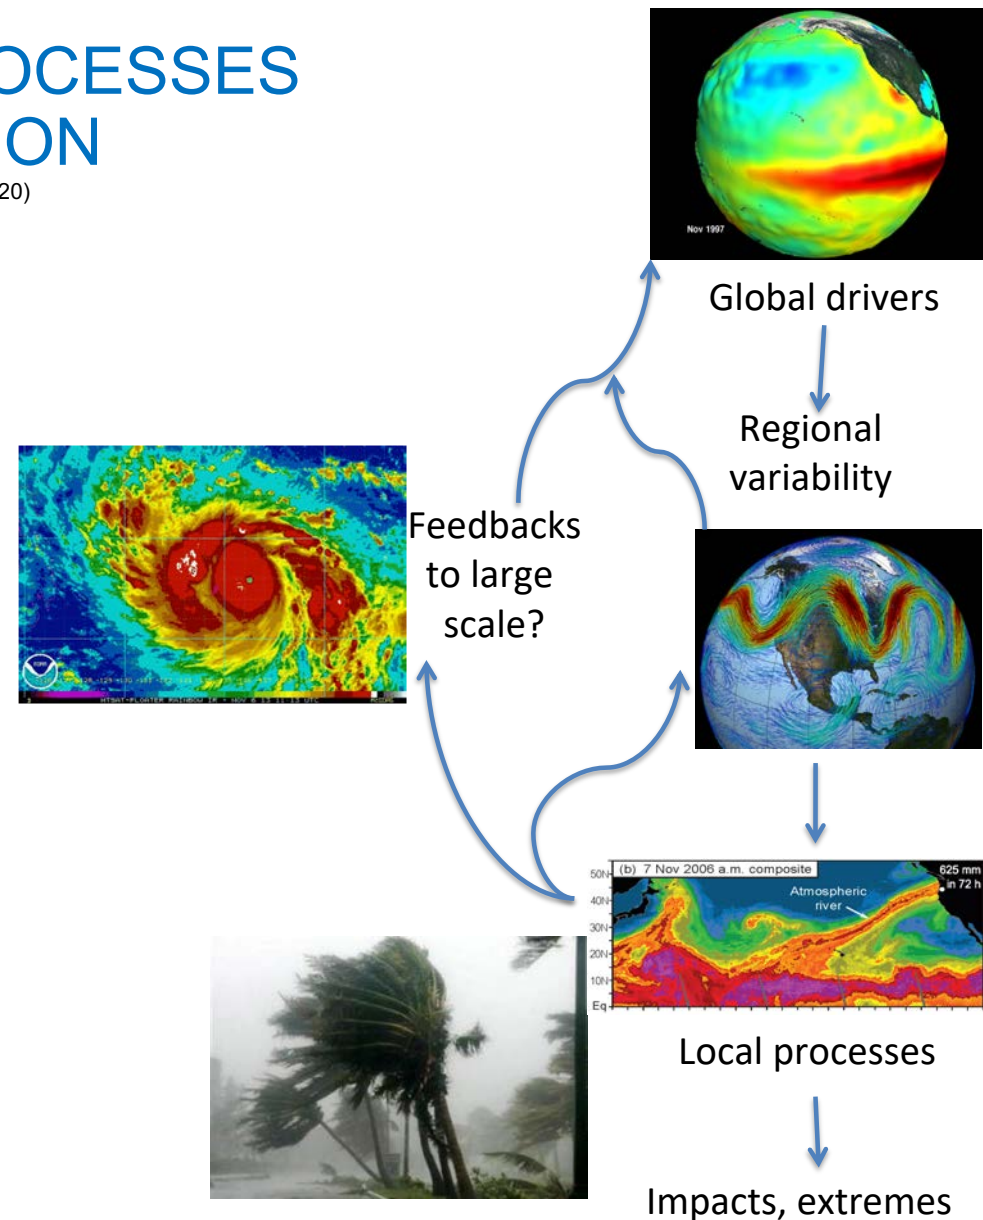 OCESSES
ON
20)
Nov 1997
Global drivers
Regional
variability
Feedbacks
to large
scale?
(b) 7 Nov 2006 a.m. composite
625 mm
in 72 h
Atmospheric
river
50N
40N
30N
20N
10N
Eq
Local processes
Impacts, extremes